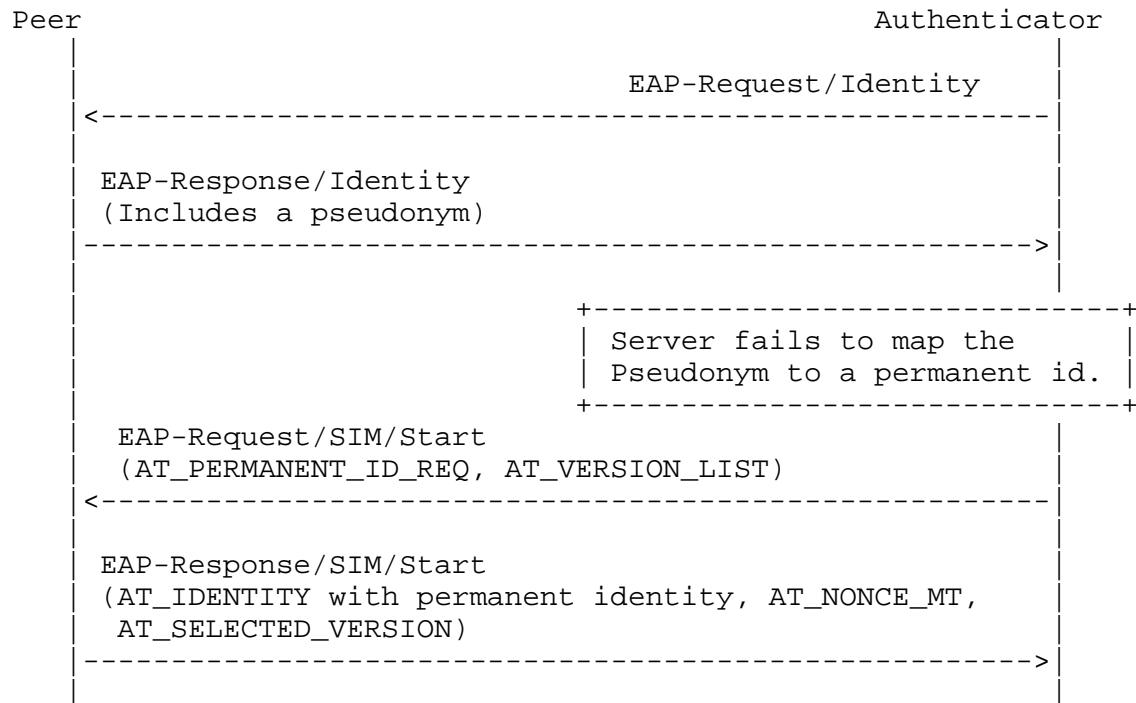 Peer Authenticator
EAP-Request/Identity
EAP-Response/Identity
(Includes a pseudonym)
Server fails to map the
Pseudonym to a permanent id.
EAP-Request/SIM/Start
(AT_PERMANENT_ID_REQ, AT_VERSION_LIST)
EAP-Response/SIM/Start
(AT_IDENTITY with permanent identity, AT_NONCE_MT,
AT_SELECTED_VERSION)